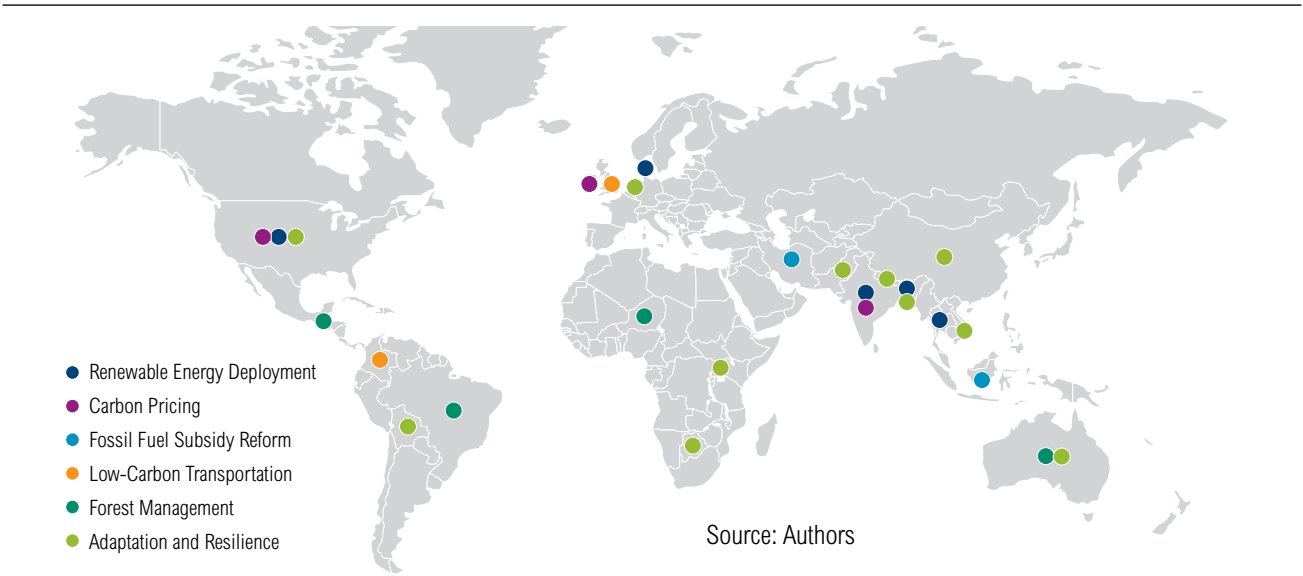 Renewable Energy Deployment
Carbon Pricing
Fossil Fuel Subsidy Reform
Low-Carbon Transportation
Forest Management
Adaptation and Resilience
Source: Authors